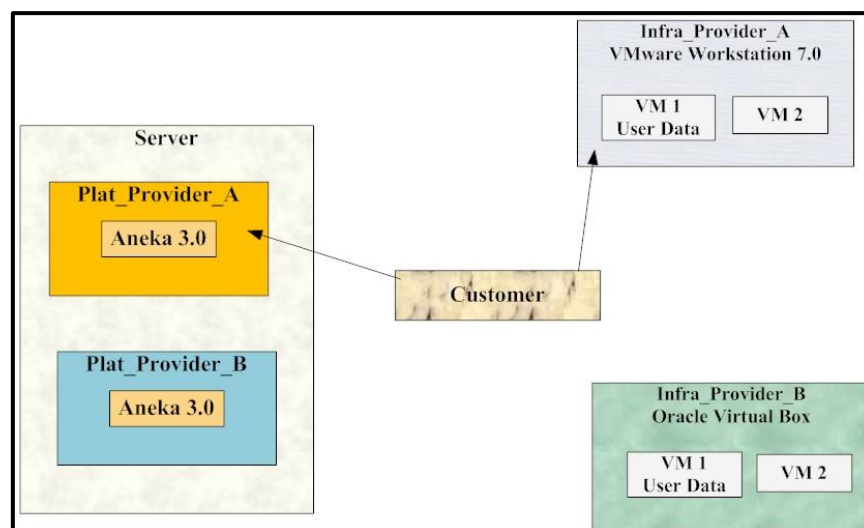 Infra_Provider_A
VMware Workstation 7.0
VM 1
User Data
VM 2
Server
Plat_Provider_A
Aneka 3.0
Customer
Plat_Provider_B
Aneka 3.0
Infra_Provider_B
Oracle Virtual Box
VM 1
User Data
VM 2